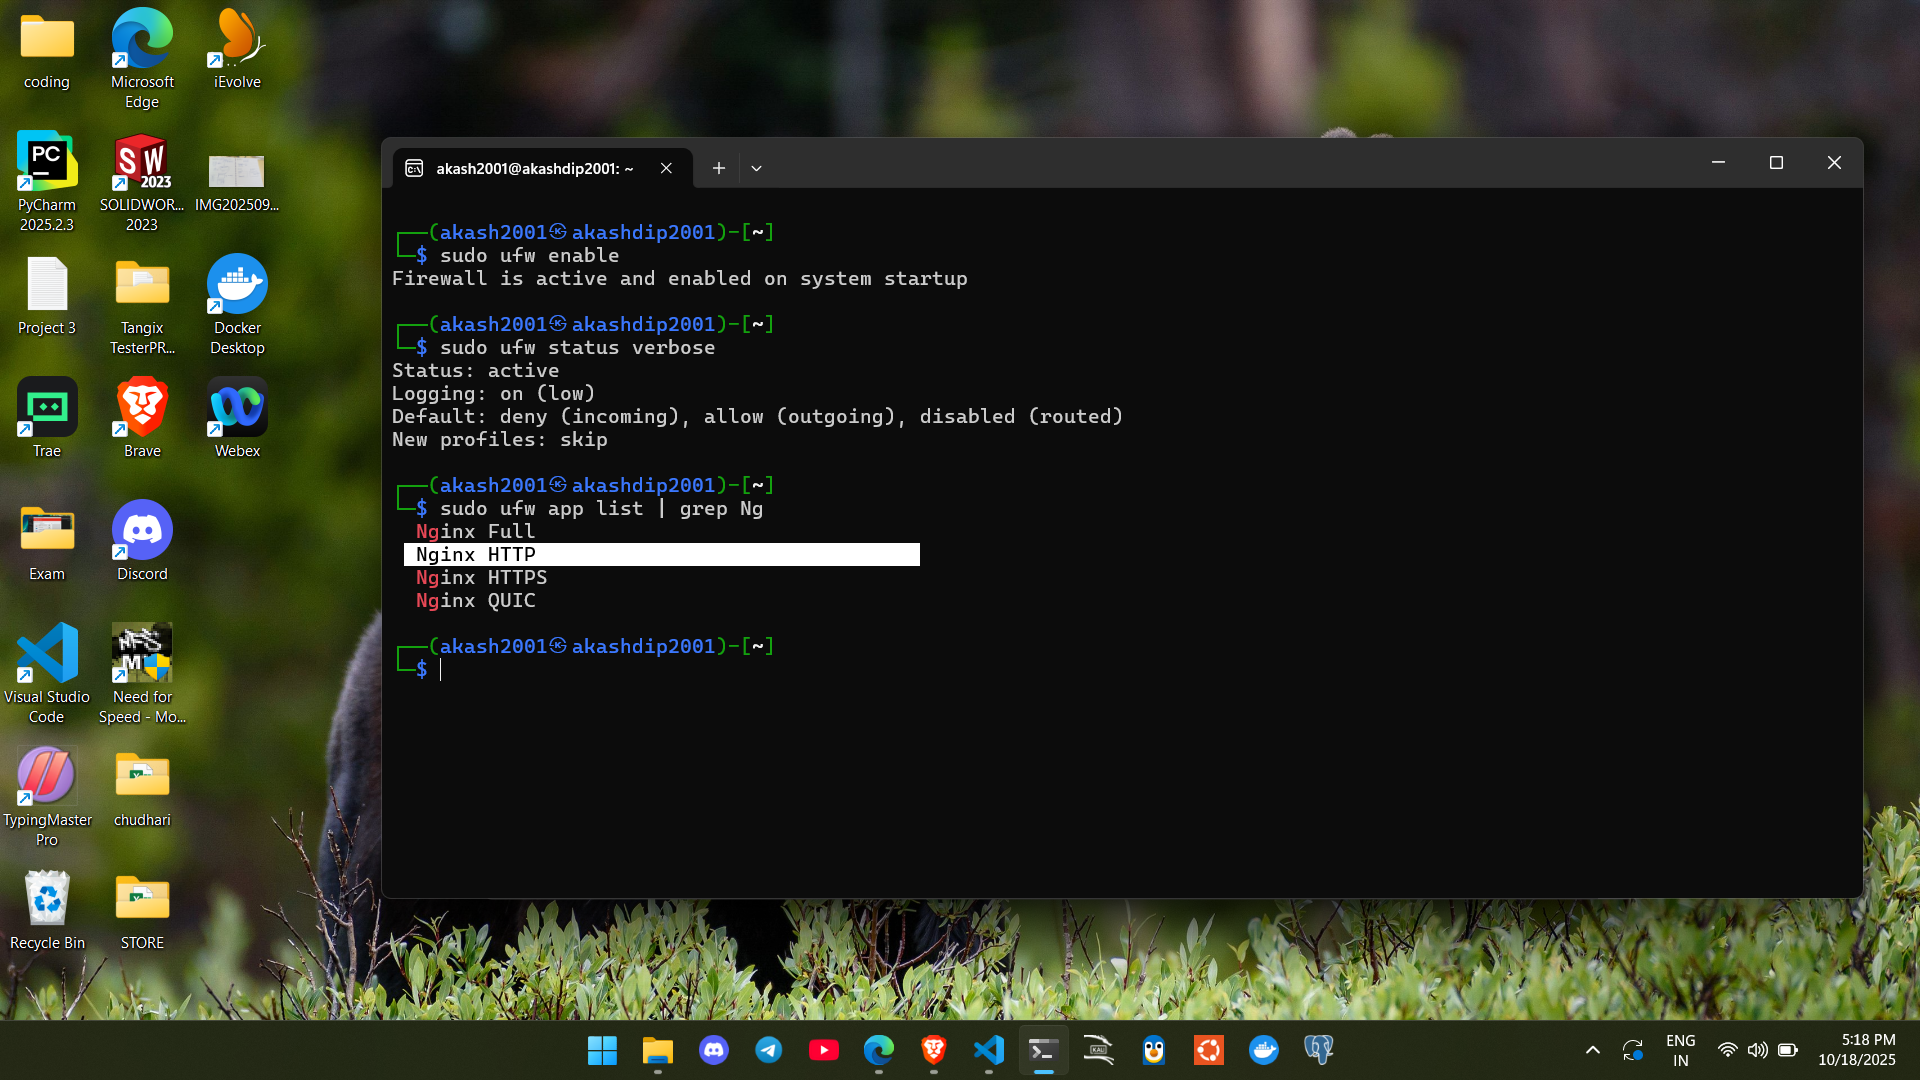 coding
Microsoft
Edge
iEvolve
PC
PyCharm
2025.2.3
SW
2023
SOLIDWOR...
2023
IMG202509...
Project 3
Tangix
TesterPR...
Docker
Desktop
Trae
Brave
Webex
Exam
Discord
Visual Studio
Code
NFS
M
Need for
Speed - Mo...
TypingMaster
Pro
chudhari
Recycle Bin
STORE
C:\
akash2001@akashdip2001: ~
┌──(akash2001㉿akashdip2001)-[~]
└─$ sudo ufw enable
Firewall is active and enabled on system startup
┌──(akash2001㉿akashdip2001)-[~]
└─$ sudo ufw status verbose
Status: active
Logging: on (low)
Default: deny (incoming), allow (outgoing), disabled (routed)
New profiles: skip
┌──(akash2001㉿akashdip2001)-[~]
└─$ sudo ufw app list | grep Ng
Nginx Full
Nginx HTTP
Nginx HTTPS
Nginx QUIC
┌──(akash2001㉿akashdip2001)-[~]
└─$
KALI
ENG
IN
5:18 PM
10/18/2025